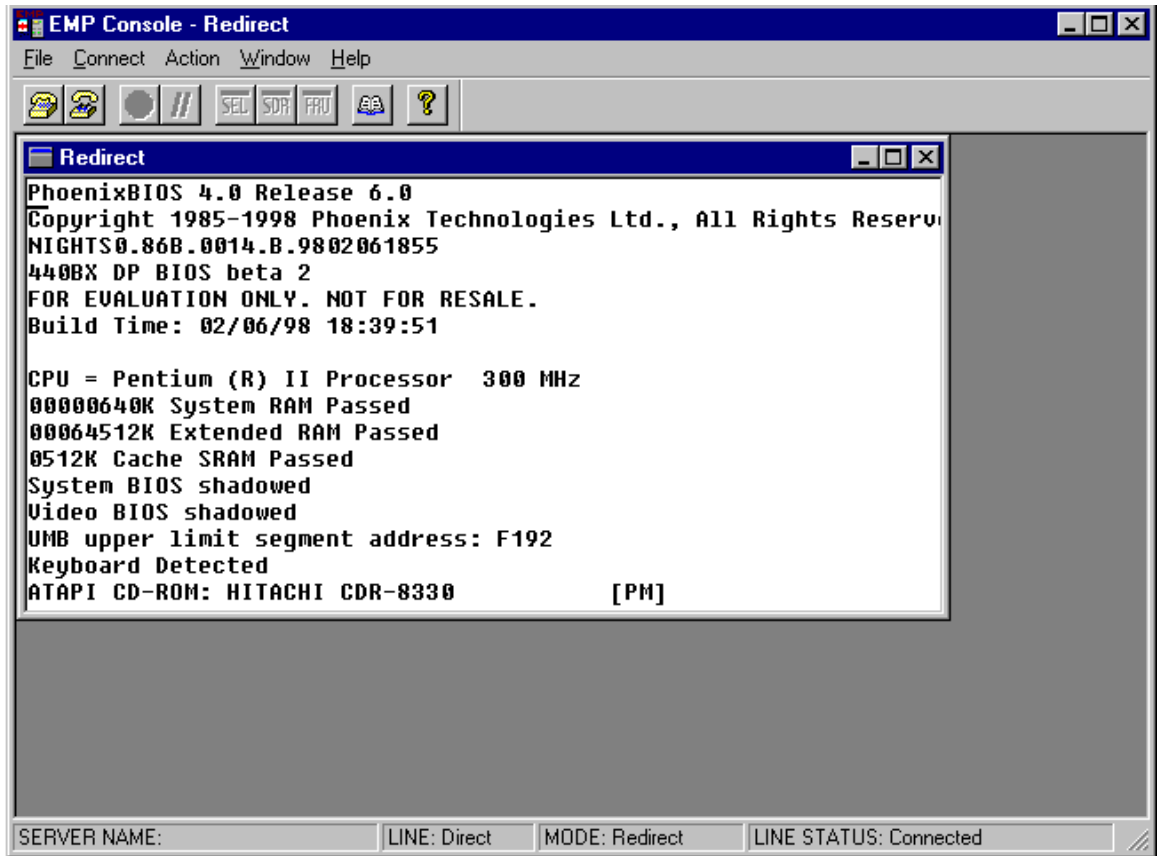 EMP Console - Redirect
File Connect Action Window Help
SEL SDR FRU
Redirect
PhoenixBIOS 4.0 Release 6.0
Copyright 1985-1998 Phoenix Technologies Ltd., All Rights Reserv
NIGHTS0.86B.0014.B.9802061855
440BX DP BIOS beta 2
FOR EVALUATION ONLY. NOT FOR RESALE.
Build Time: 02/06/98 18:39:51
CPU = Pentium (R) II Processor 300 MHz
00000640K System RAM Passed
00064512K Extended RAM Passed
0512K Cache SRAM Passed
System BIOS shadowed
Video BIOS shadowed
UMB upper limit segment address: F192
Keyboard Detected
ATAPI CD-ROM: HITACHI CDR-8330 [PM]
SERVER NAME: LINE: Direct MODE: Redirect LINE STATUS: Connected